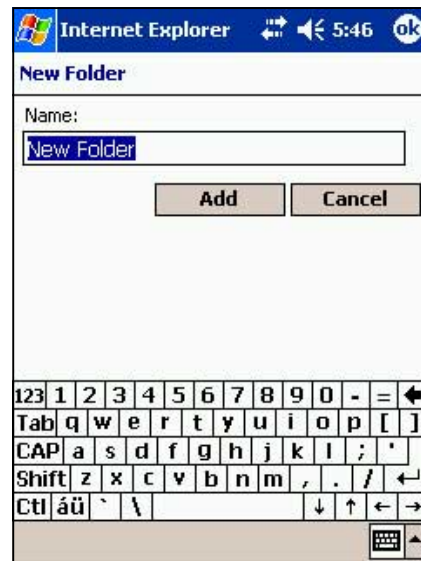 Internet Explorer 5:46 ok
New Folder
Name:
New Folder
Add Cancel
123 1 2 3 4 5 6 7 8 9 0 - = ←
Tab q w e r t y u i o p [ ]
CAP a s d f g h j k l ; '
Shift z x c v b n m , . / ↵
Ctl áü ` \ ↓ ↑ ← →